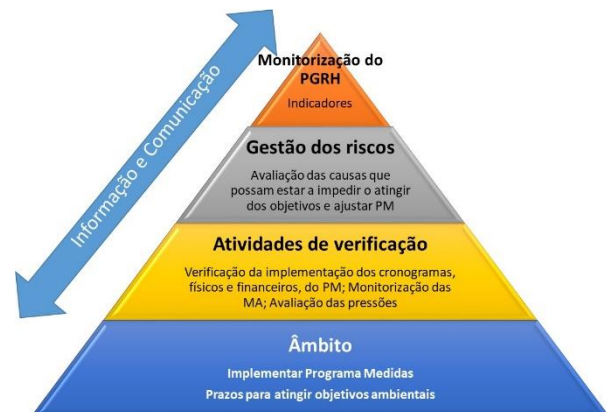 Informação e Comunicação
Monitorização do
PGRH
Indicadores
Gestão dos riscos
Avaliação das causas que
possam estar a impedir o atingir
dos objetivos e ajustar PM
Atividades de verificação
Verificação da implementação dos cronogramas,
físicos e financeiros, do PM; Monitorização das
MA; Avaliação das pressões
Âmbito
Implementar Programa Medidas
Prazos para atingir objetivos ambientais